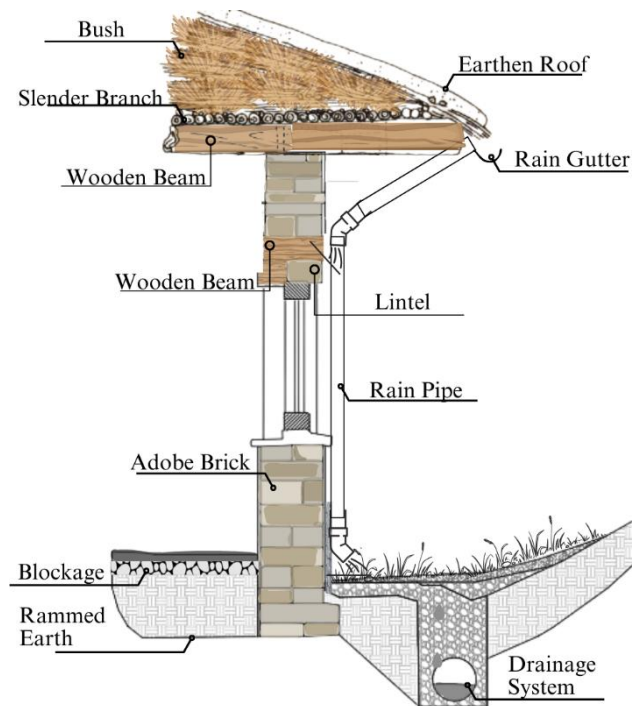 Bush
Earthen Roof
Slender Branch
Rain Gutter
Wooden Beam
Wooden Beam
Lintel
Rain Pipe
Adobe Brick
Blockage
Rammed
Earth
Drainage
System